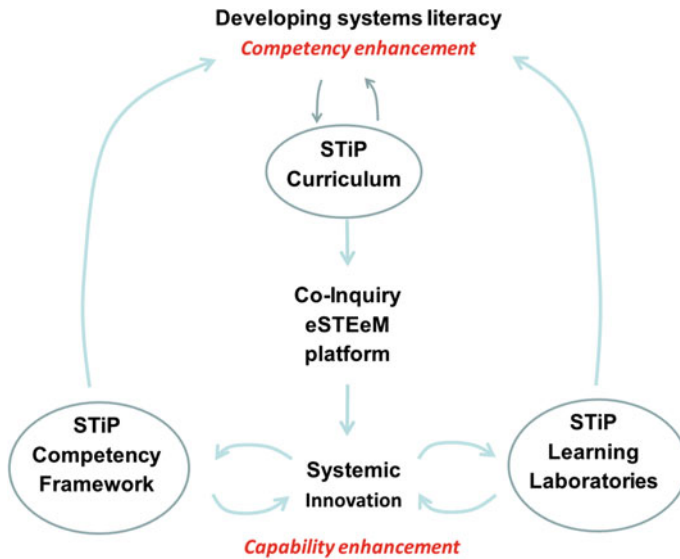 Developing systems literacy
Competency enhancement
STiP
Curriculum
Co-Inquiry
eSTEeM
platform
STiP
Competency
Framework
Systemic
Innovation
STiP
Learning
Laboratories
Capability enhancement